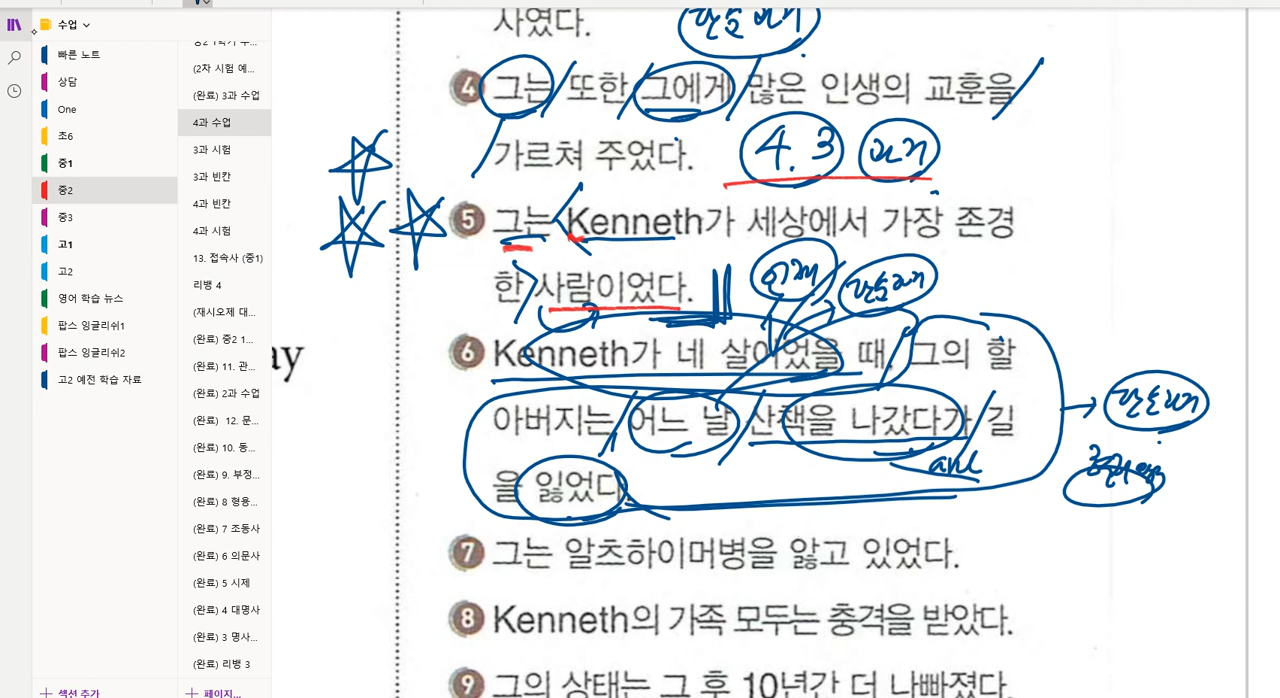 수업
빠른 노트
상담
One
초6
중1
중2
중3
고1
고2
영어 학습 뉴스
팝스 잉글리쉬1
팝스 잉글리쉬2
고2 예전 학습 자료
섹션 추가
(2차 시험 예...
(완료) 3과 수업
4과 수업
3과 시험
3과 빈칸
4과 빈칸
4과 시험
13. 접속사 (중1)
리뱅 4
(재시오제 대...
(완료) 중2 1...
(완료) 11. 관...
(완료) 2과 수업
(완료) 12. 문...
(완료) 10. 동...
(완료) 9. 부정...
(완료) 8 형용...
(완료) 7 조동사
(완료) 6 의문사
(완료) 5 시제
(완료) 4 대명사
(완료) 3 명사...
(완료) 리뱅 3
페이지...
ay
사였다.
단순과거
4 그는 또한 그에게 많은 인생의 교훈을
가르쳐 주었다.
4.3 과거
5 그는 Kenneth가 세상에서 가장 존경
한 사람이었다.
단순과거
6 Kenneth가 네 살이었을 때, 그의 할
아버지는 어느 날 산책을 나갔다가 길
단순과거
and
을 잃었다.
7 그는 알츠하이머병을 앓고 있었다.
8 Kenneth의 가족 모두는 충격을 받았다.
9 그의 상태는 그 후 10년간 더 나빠졌다.